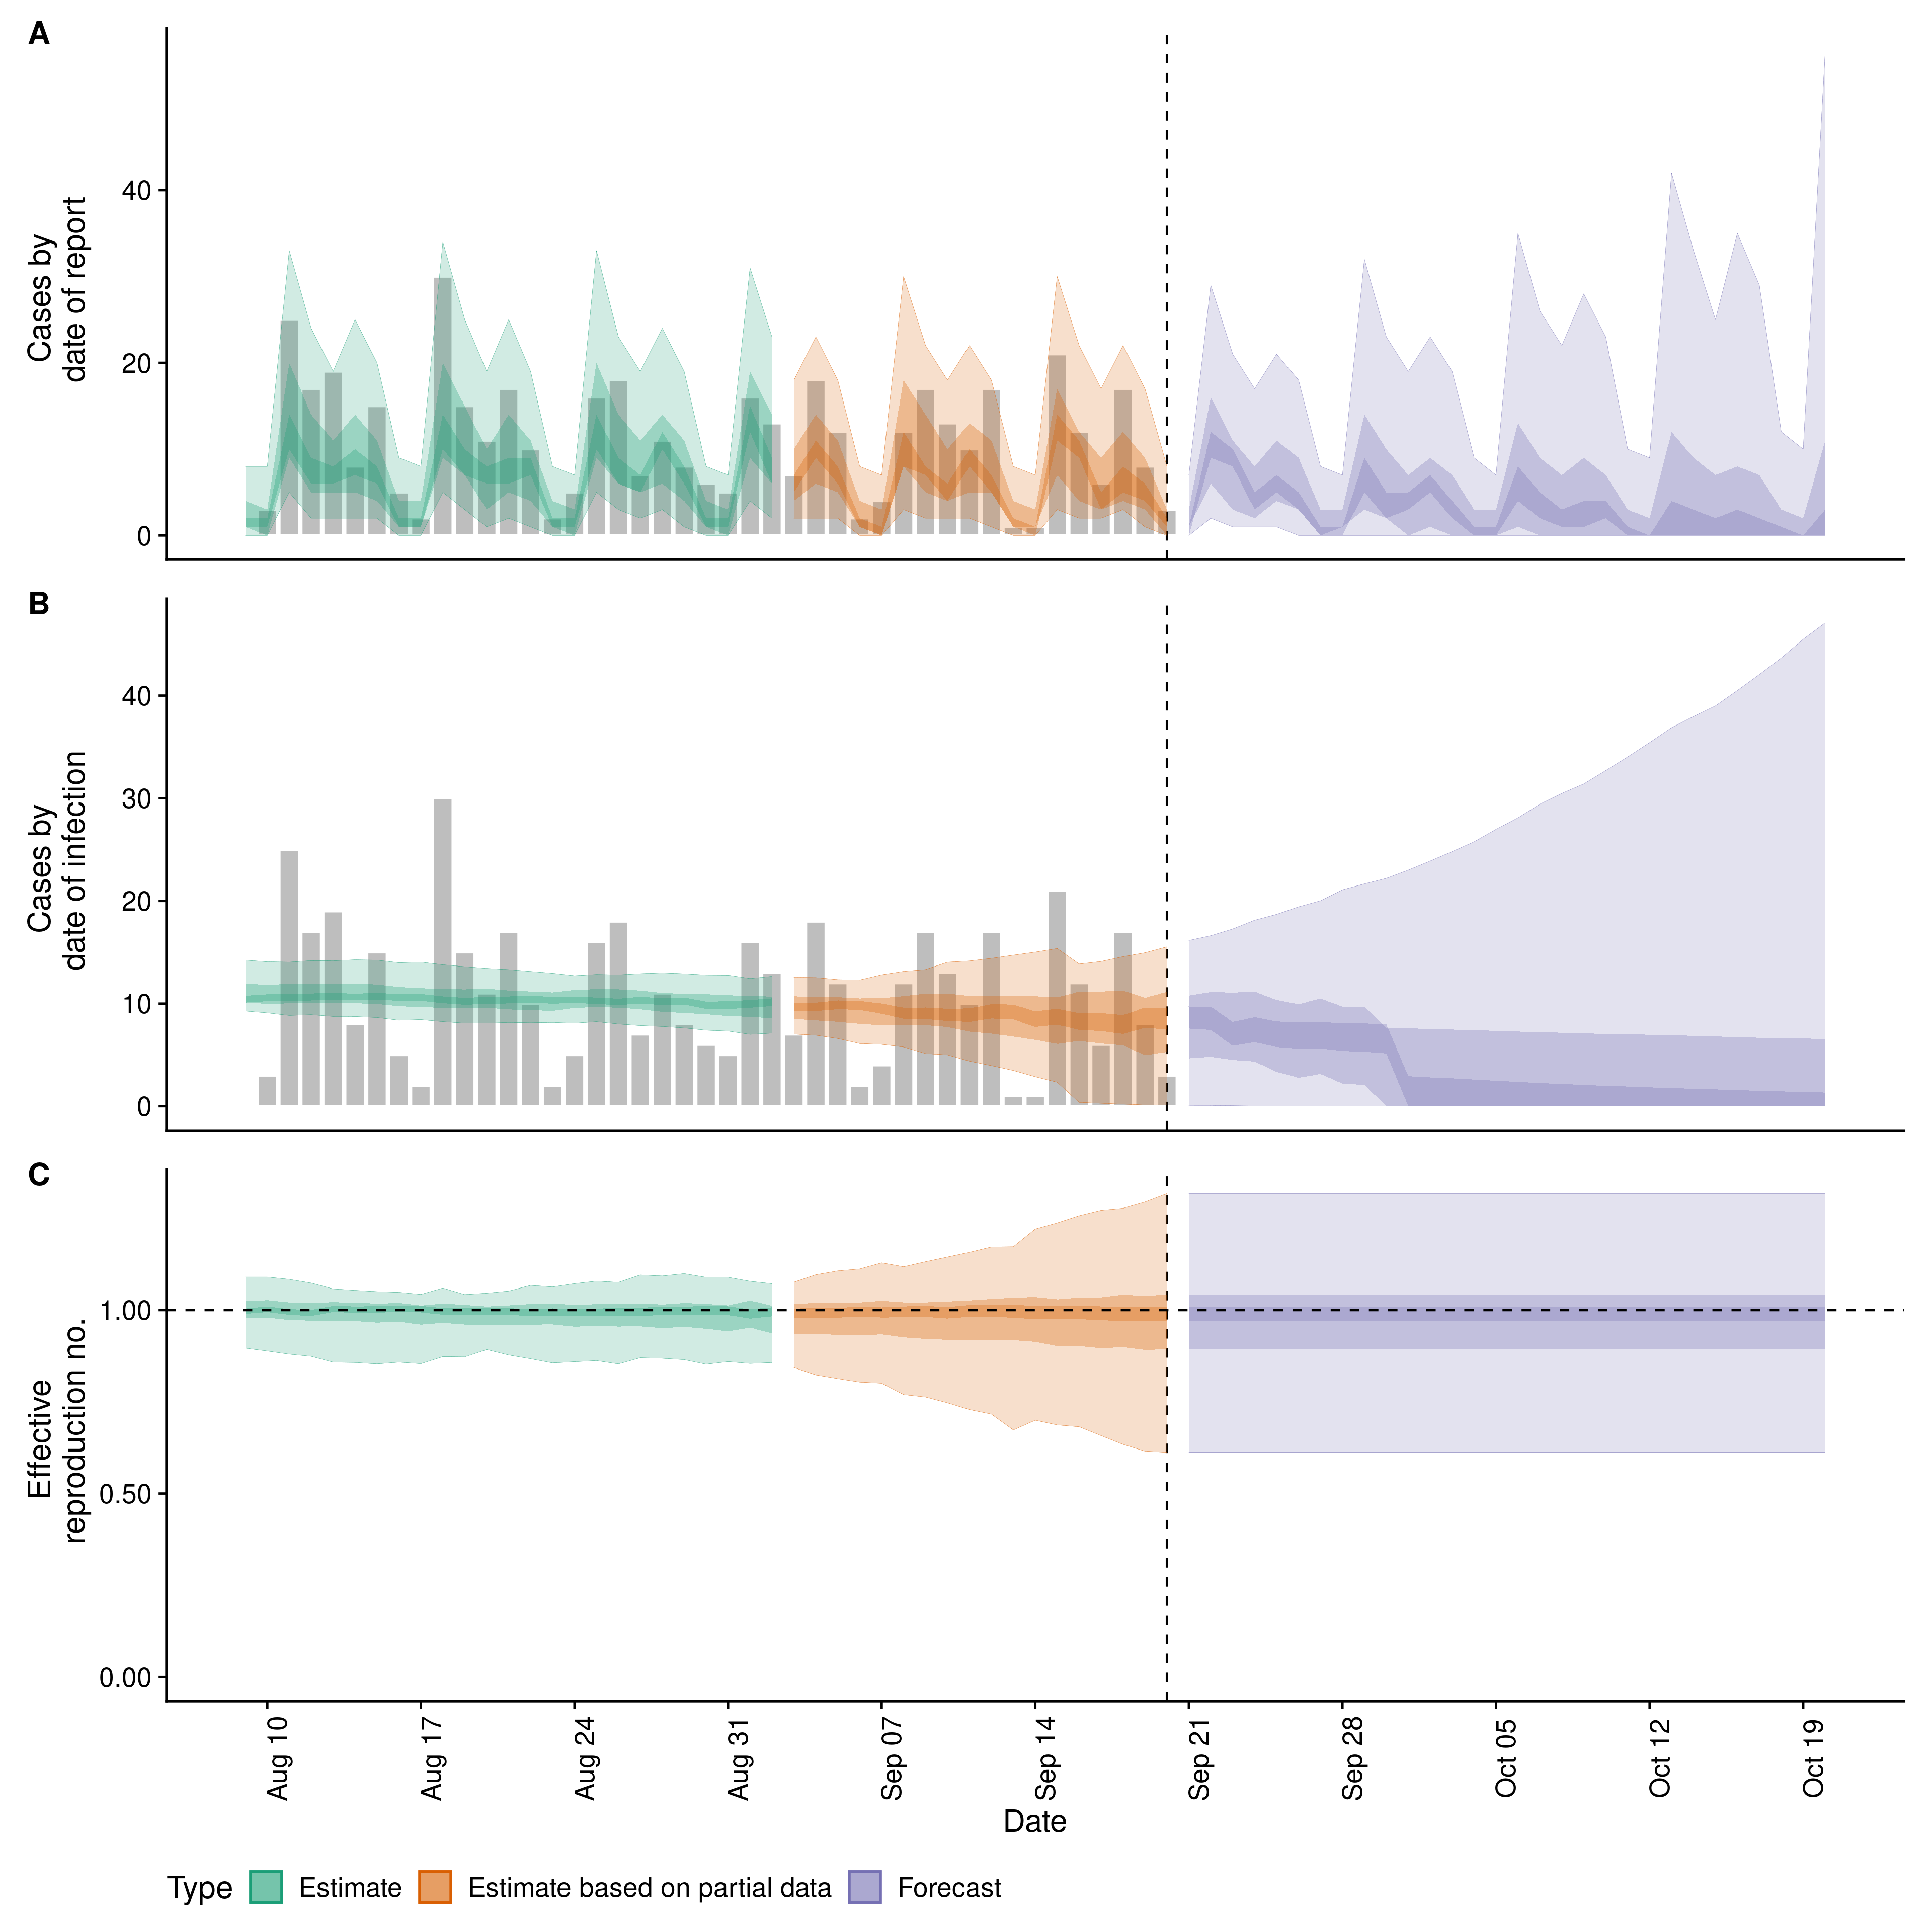 A
Cases by
date of report
40
20
0
B
Cases by
date of infection
40
30
20
10
0
C
Effective
reproduction no.
1.00
0.50
0.00
Aug 10
Aug 17
Aug 24
Aug 31
Sep 07
Sep 14
Sep 21
Sep 28
Oct 05
Oct 12
Oct 19
Date
Type Estimate Estimate based on partial data Forecast